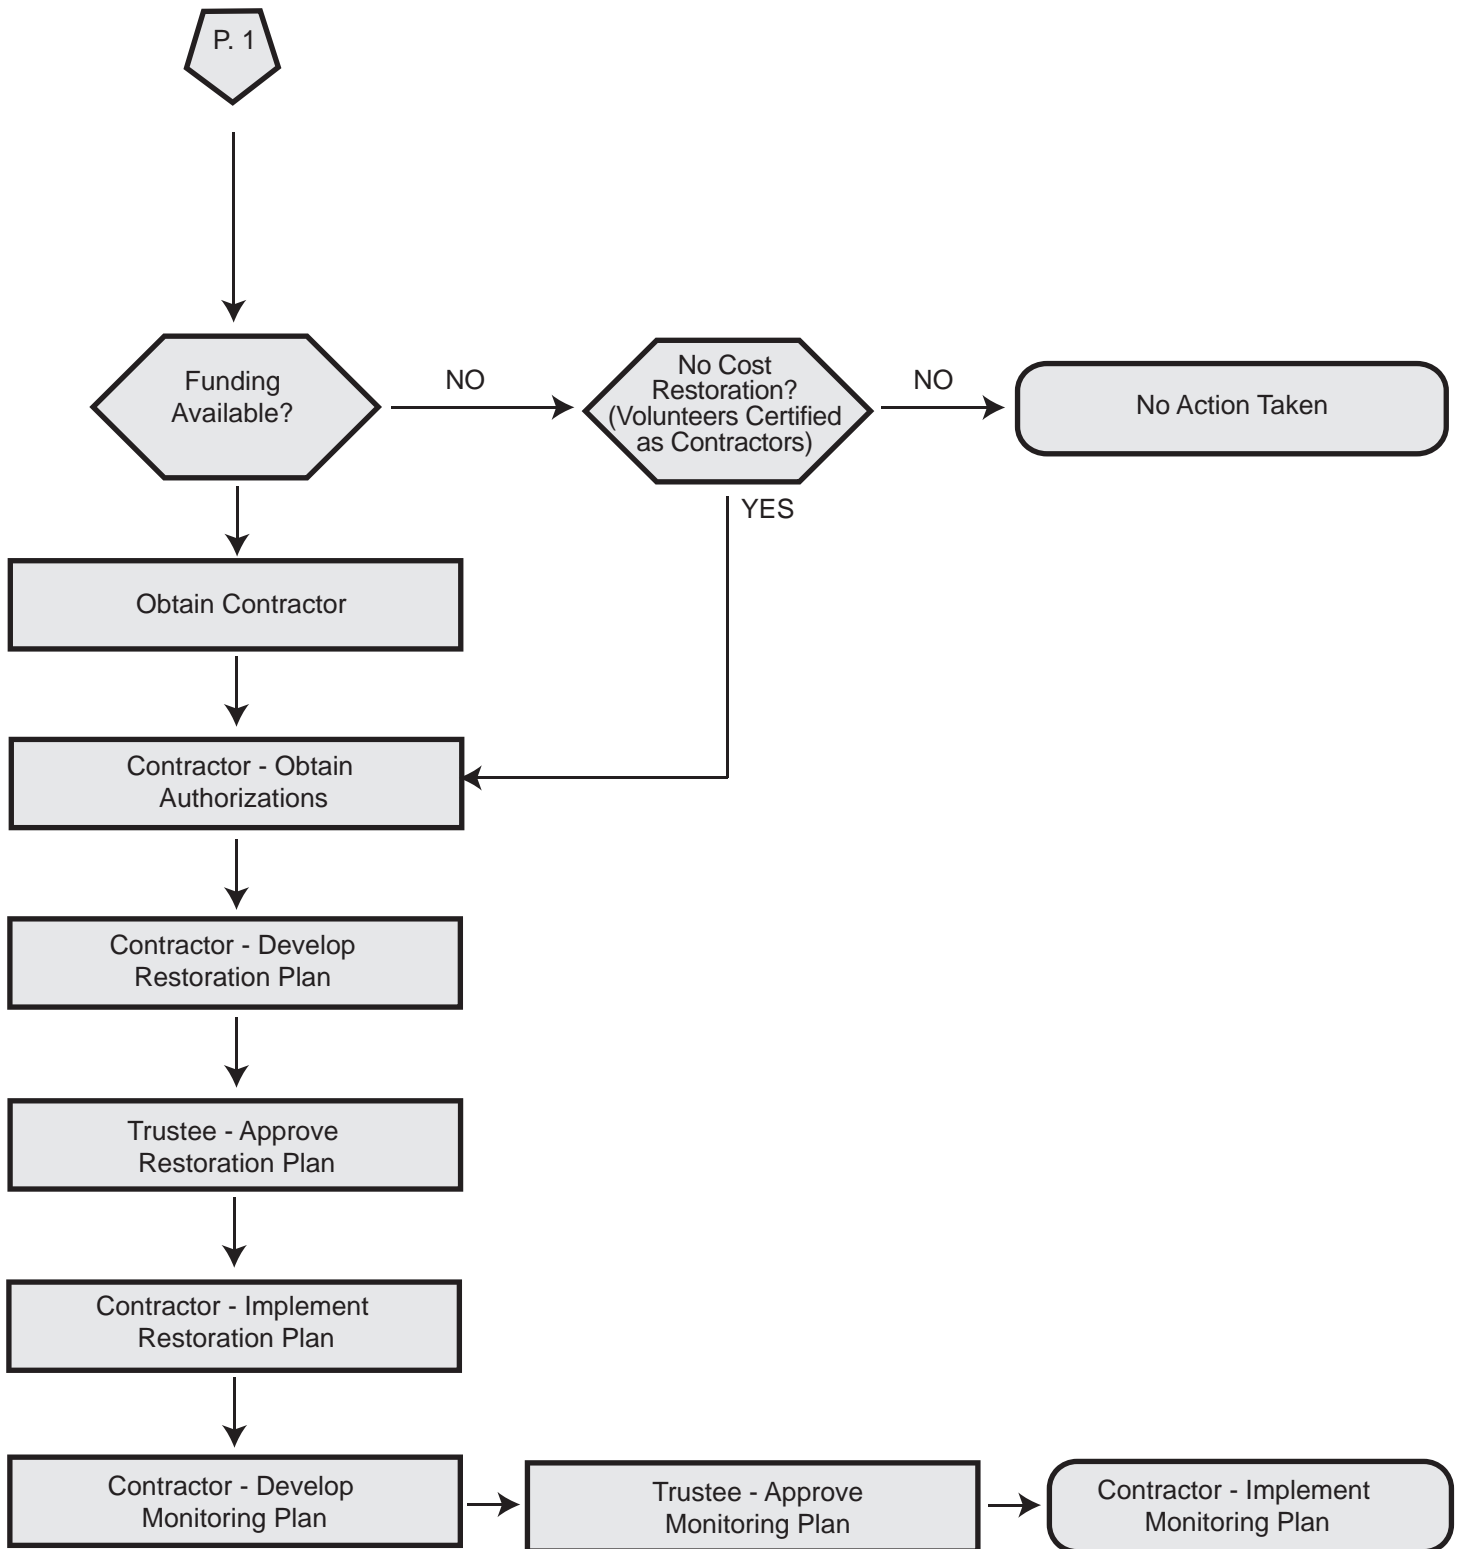 P. 1
Funding
Available?
NO
No Cost
Restoration?
(Volunteers Certified
as Contractors)
NO
No Action Taken
YES
Obtain Contractor
Contractor - Obtain
Authorizations
Contractor - Develop
Restoration Plan
Trustee - Approve
Restoration Plan
Contractor - Implement
Restoration Plan
Contractor - Develop
Monitoring Plan
Trustee - Approve
Monitoring Plan
Contractor - Implement
Monitoring Plan